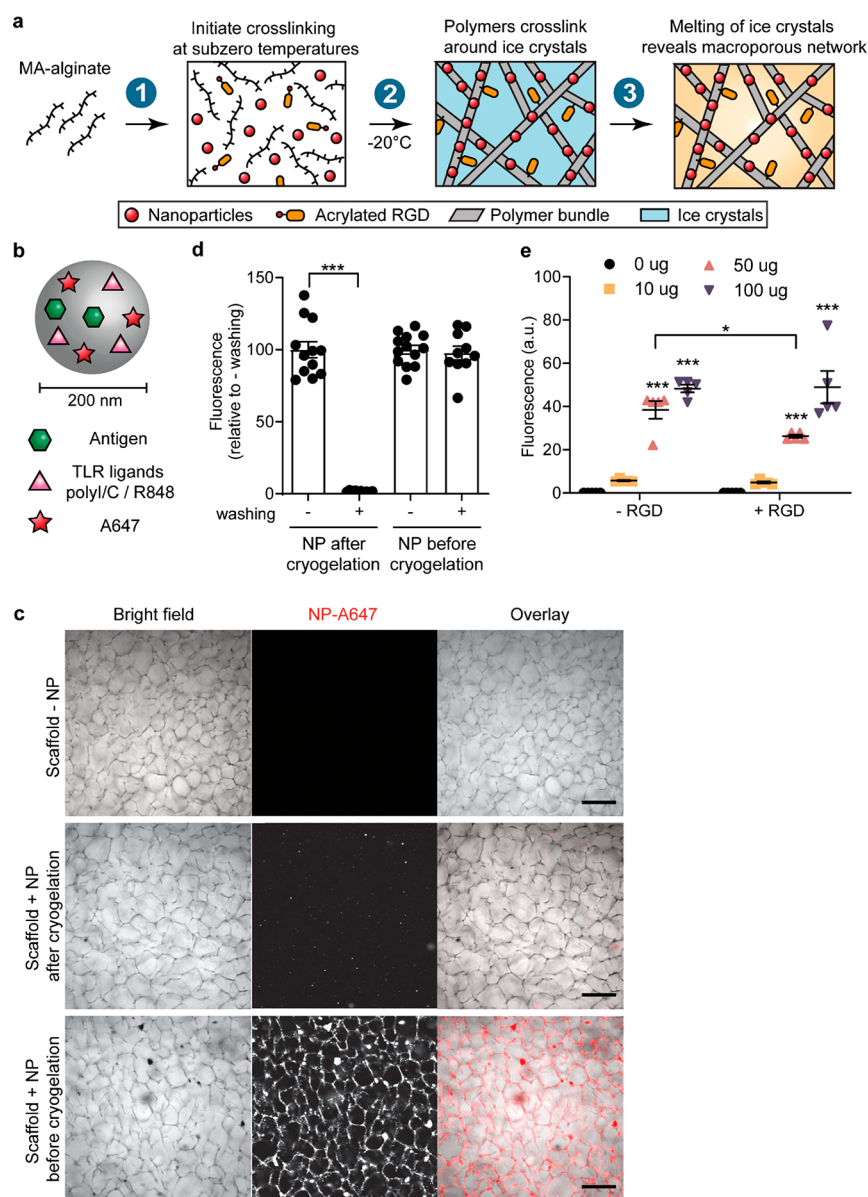 a
Initiate crosslinking
at subzero temperatures
Polymers crosslink
around ice crystals
Melting of ice crystals
reveals macroporous network
MA-alginate
1
2
-20°C
3
Nanoparticles
Acrylated RGD
Polymer bundle
Ice crystals
b
200 nm
Antigen
TLR ligands
polyI/C / R848
A647
d
Fluorescence
(relative to - washing)
150
100
50
0
***
washing
-
+
-
+
NP after
cryogelation
NP before
cryogelation
e
0 ug
10 ug
50 ug
100 ug
Fluorescence (a.u.)
100
80
60
40
20
0
*
***
***
***
***
- RGD
+ RGD
c
Bright field
NP-A647
Overlay
Scaffold - NP
Scaffold + NP
after cryogelation
Scaffold + NP
before cryogelation